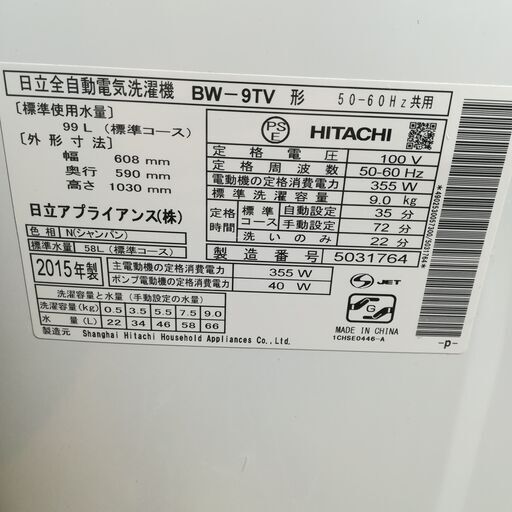 日立全自動電気洗濯機 BW-9TV 形 50-60Hz共用
[標準使用水量]
99L (標準コース)
[外形寸法]
幅 608 mm
奥行 590 mm
高さ 1030 mm
日立アプライアンス(株)
色相 N(シャンパン)
標準水量 58L (標準コース)
PSE HITACHI
定格電圧 100 V
定格周波数 50-60 Hz
電動機の定格消費電力 355 W
標準洗濯容量 9.0 kg
定格時間 標準コース 自動設定 35 分
手動設定 72 分
洗いのみ 22 分
製造番号 5031764
2015年製
主電動機の定格消費電力 355 W
ポンプ電動機の定格消費電力 40 W
洗濯容量と水量 (手動設定の水量)
洗濯容量(kg) 0.5 3.5 5.5 7.5 9.0
水量(L) 22 34 46 58 66
製造元 Shanghai Hitachi Household Appliances Co.,Ltd.
S JET
G
MADE IN CHINA
1CHSE0446-A
-p-